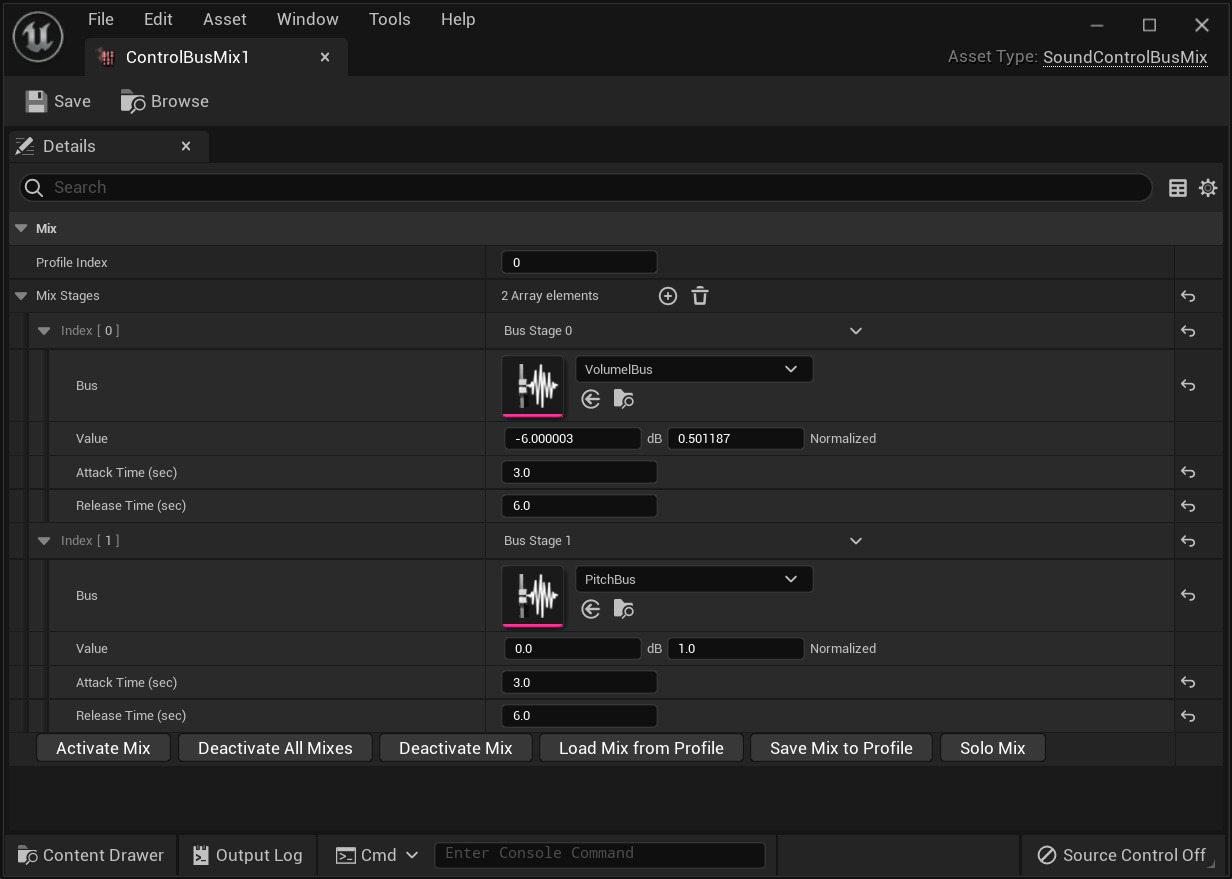 File Edit Asset Window Tools Help
ControlBusMix1
Asset Type: SoundControlBusMix
Save Browse
Details
Search
Mix
Profile Index 0
Mix Stages 2 Array elements
Index [ 0 ] Bus Stage 0
Bus VolumelBus
Value -6.000003 dB 0.501187 Normalized
Attack Time (sec) 3.0
Release Time (sec) 6.0
Index [ 1 ] Bus Stage 1
Bus PitchBus
Value 0.0 dB 1.0 Normalized
Attack Time (sec) 3.0
Release Time (sec) 6.0
Activate Mix Deactivate All Mixes Deactivate Mix Load Mix from Profile Save Mix to Profile Solo Mix
Content Drawer Output Log Cmd Enter Console Command Source Control Off